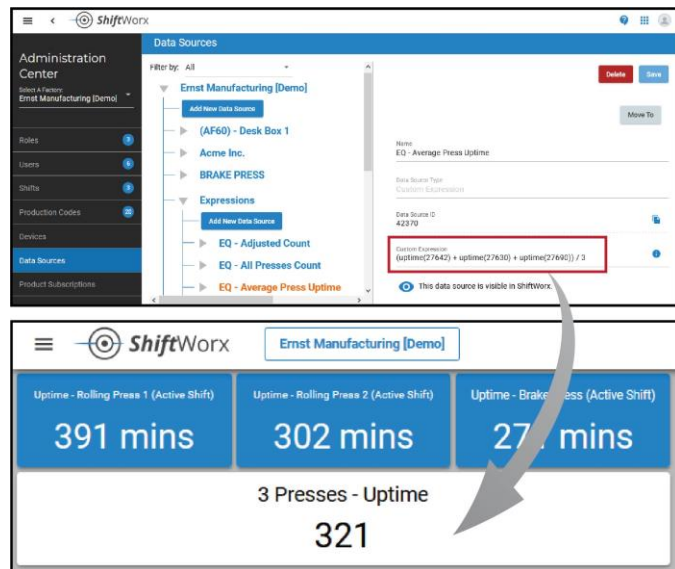 ShiftWorx
Data Sources
Administration
Center
Select A Factory:
Ernst Manufacturing [Demo]
Roles 3
Users 6
Shifts 3
Production Codes
Devices
Data Sources
Product Subscriptions
Filter by: All
Ernst Manufacturing [Demo]
Add New Data Source
(AF60) - Desk Box 1
Acme Inc.
BRAKE PRESS
Expressions
Add New Data Source
EQ - Adjusted Count
EQ - All Presses Count
EQ - Average Press Uptime
Delete Save
Move To
Name
EQ - Average Press Uptime
Data Source Type
Custom Expression
Data Source ID
42370
Custom Expression
(uptime(27642) + uptime(27630) + uptime(27690)) / 3
This data source is visible in ShiftWorx.
ShiftWorx
Ernst Manufacturing [Demo]
Uptime - Rolling Press 1 (Active Shift)
391 mins
Uptime - Rolling Press 2 (Active Shift)
302 mins
Uptime - Brake Press (Active Shift)
mins
3 Presses - Uptime
321